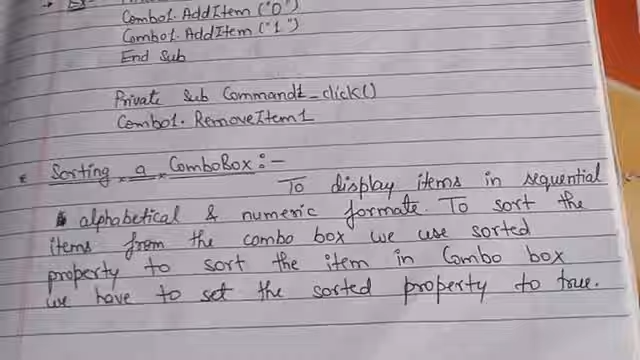 Combo1.AddItem ("0")
Combo1.AddItem ("1")
End Sub
Private Sub Command1_click()
Combo1.RemoveItem1
* Sorting a ComboBox :-
To display items in sequential
alphabetical & numeric formate. To sort the
items from the combo box we use sorted
property to sort the item in Combo box
we have to set the sorted property to true.